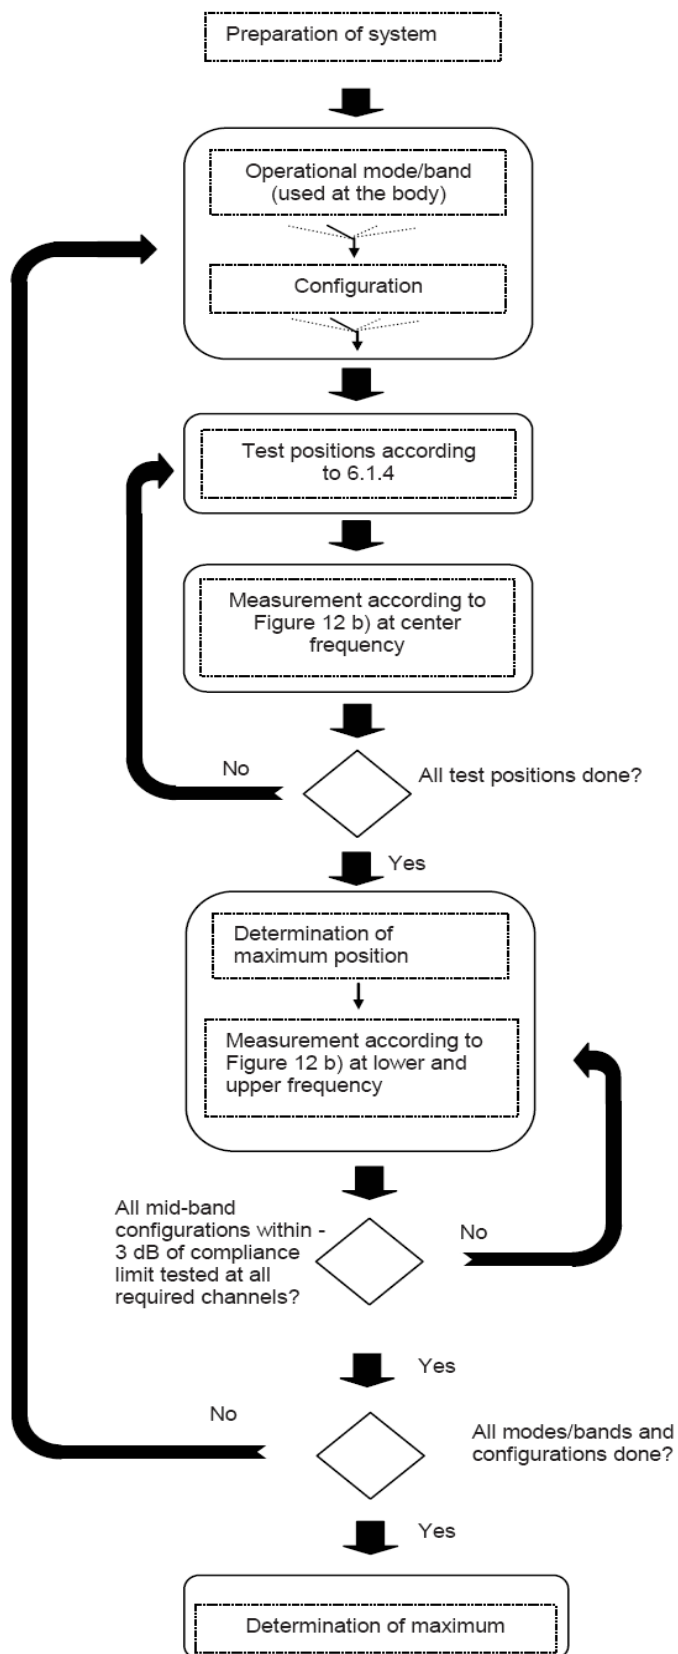 Preparation of system
Operational mode/band
(used at the body)
Configuration
Test positions according
to 6.1.4
Measurement according to
Figure 12 b) at center
frequency
No
All test positions done?
Yes
Determination of
maximum position
Measurement according to
Figure 12 b) at lower and
upper frequency
All mid-band
configurations within -
3 dB of compliance
limit tested at all
required channels?
No
Yes
No
All modes/bands and
configurations done?
Yes
Determination of maximum